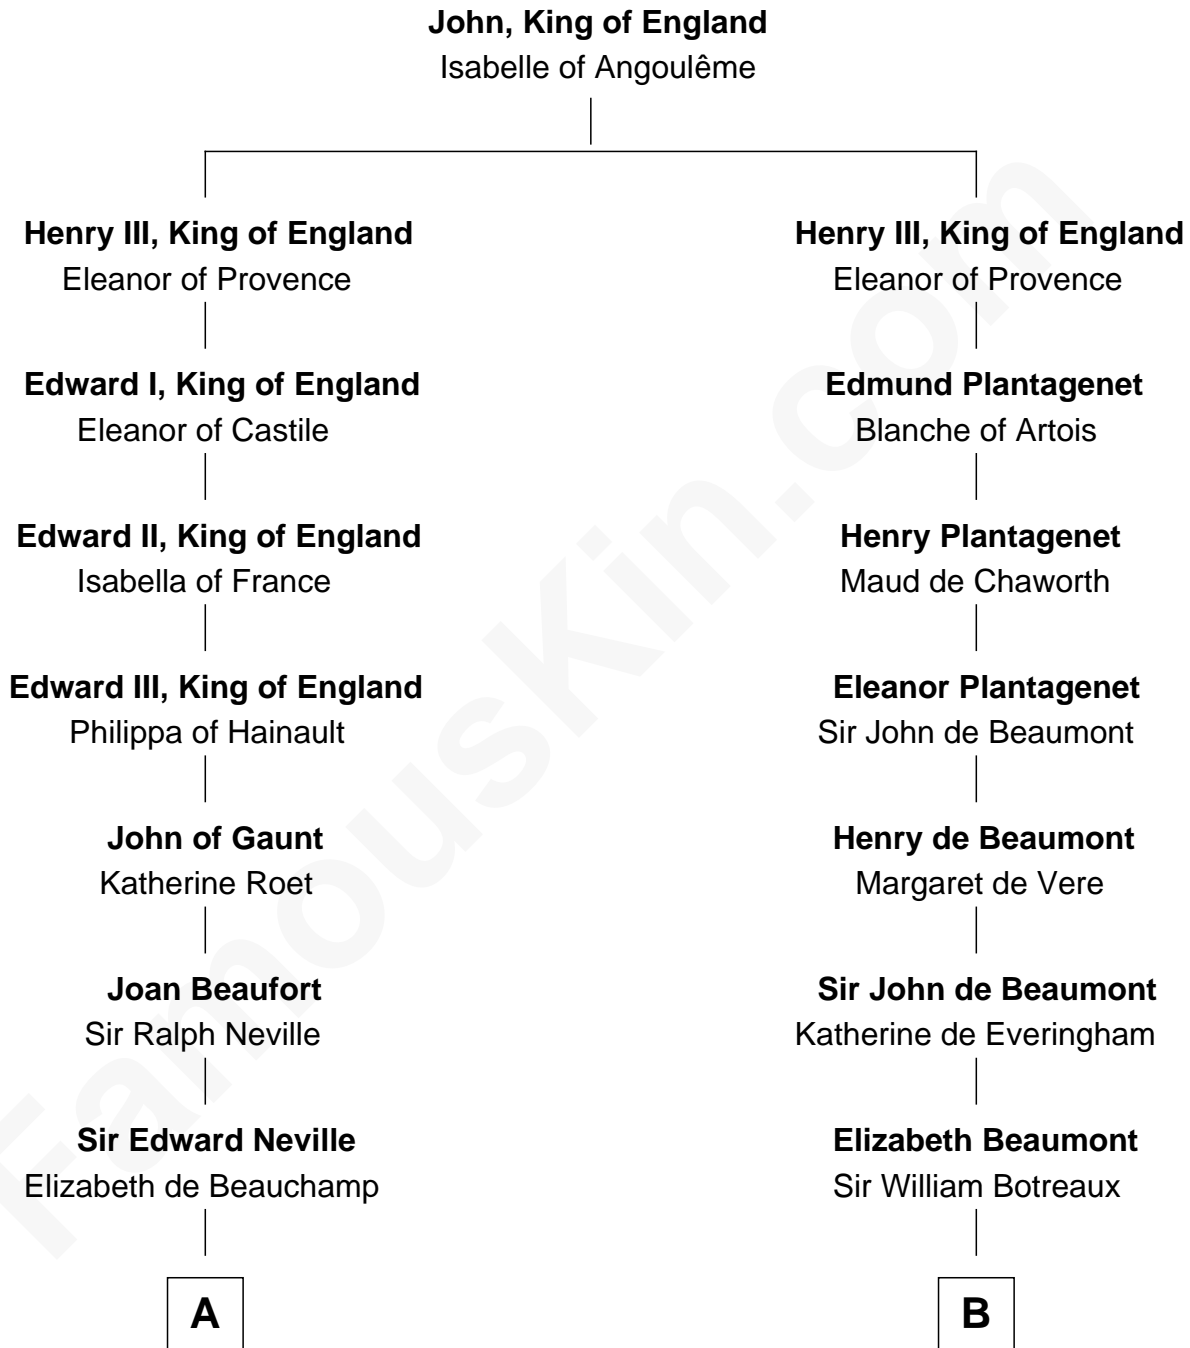 John, King of England
Isabelle of Angoulême
Henry III, King of England
Eleanor of Provence
Edward I, King of England
Eleanor of Castile
Edward II, King of England
Isabella of France
Edward III, King of England
Philippa of Hainault
John of Gaunt
Katherine Roet
Joan Beaufort
Sir Ralph Neville
Sir Edward Neville
Elizabeth de Beauchamp
A
Henry III, King of England
Eleanor of Provence
Edmund Plantagenet
Blanche of Artois
Henry Plantagenet
Maud de Chaworth
Eleanor Plantagenet
Sir John de Beaumont
Henry de Beaumont
Margaret de Vere
Sir John de Beaumont
Katherine de Everingham
Elizabeth Beaumont
Sir William Botreaux
B
FamousKin.com